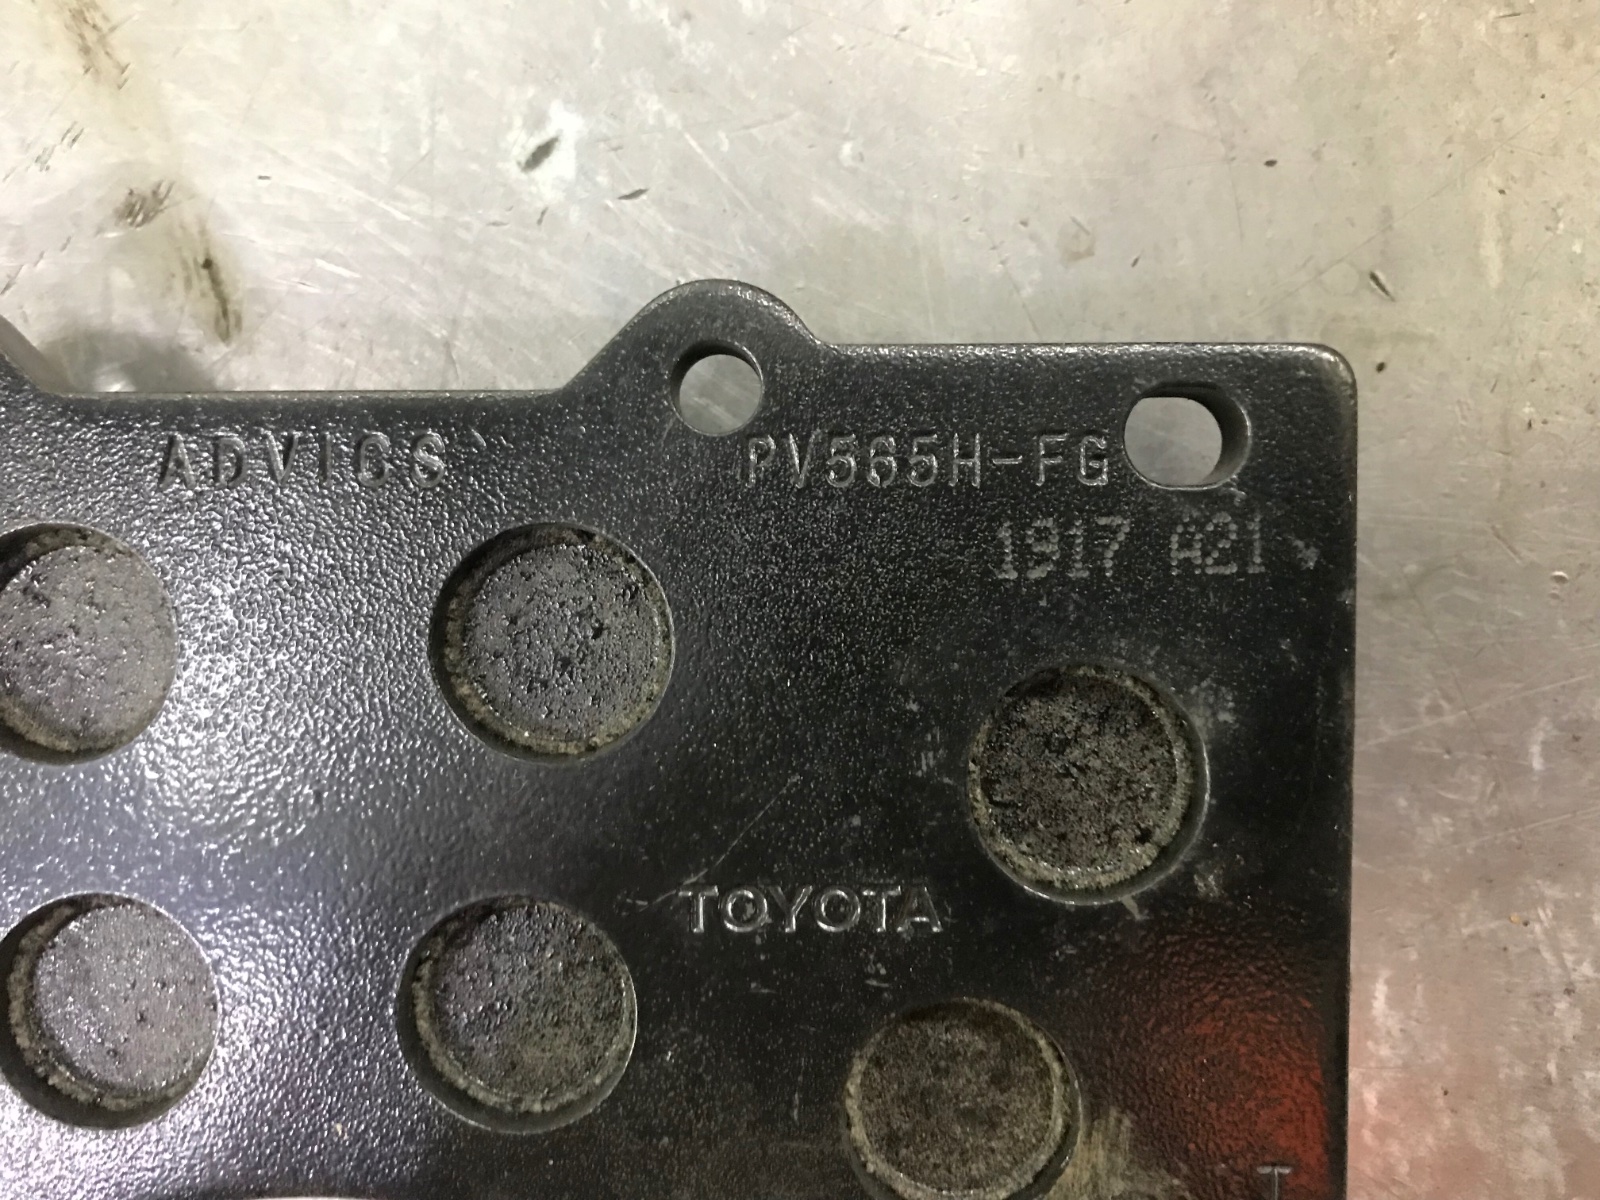 ADVICS PV565H-FG
1917 A21
TOYOTA
T